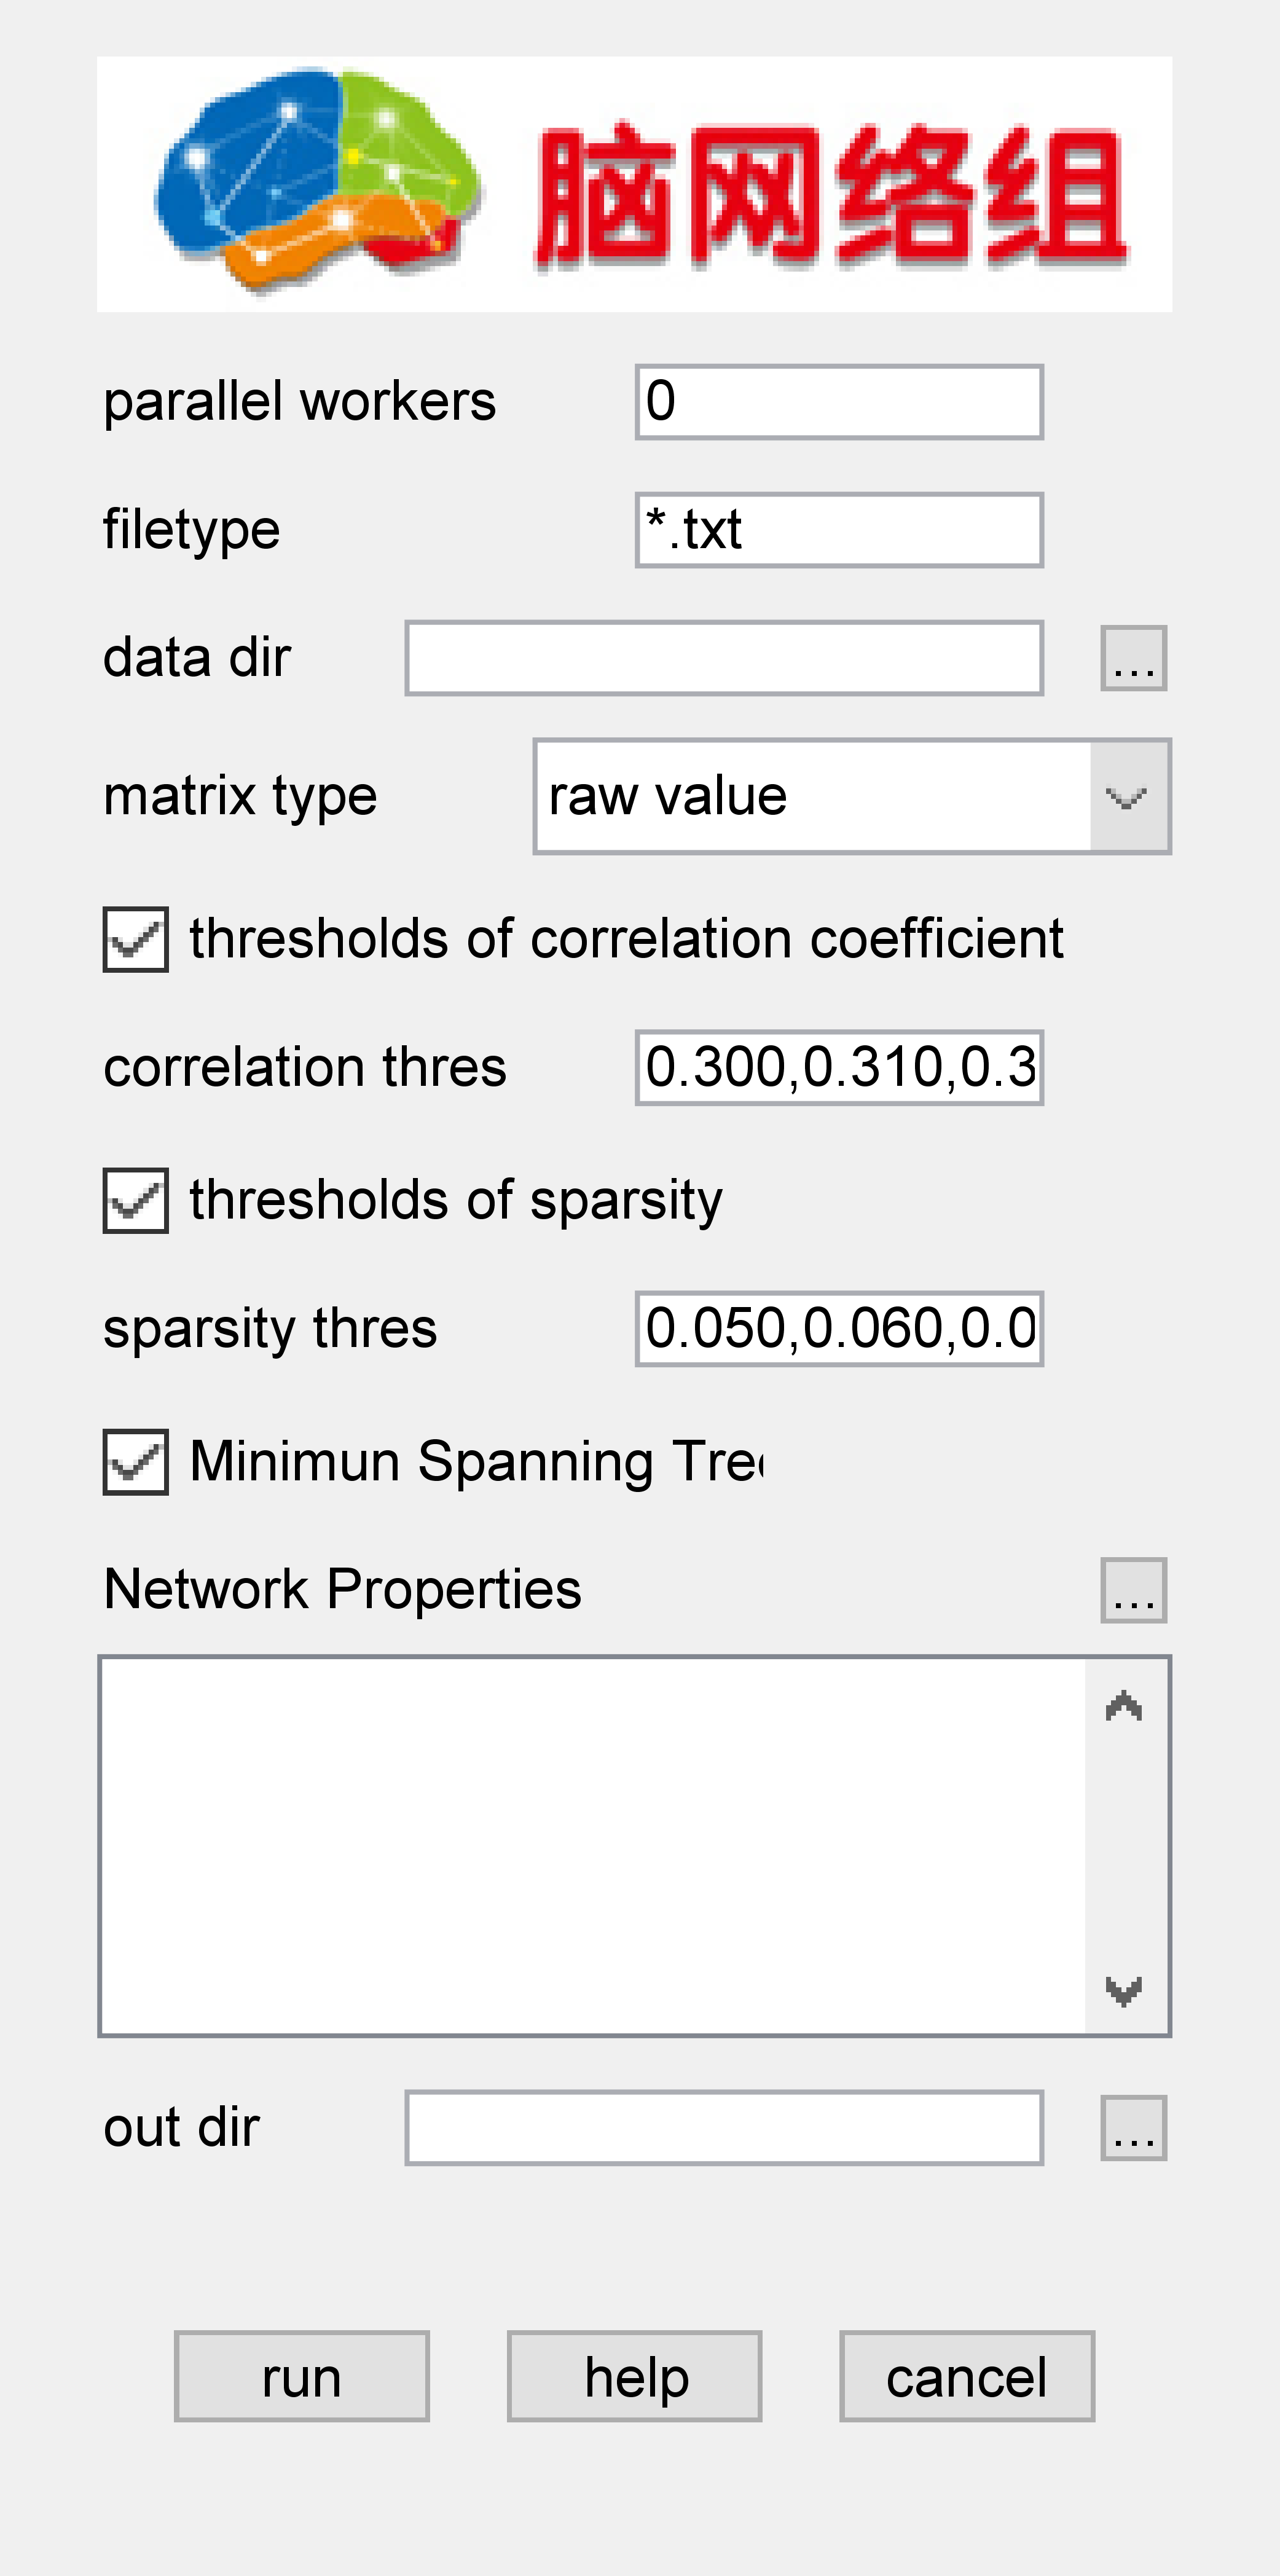 脑网络组
parallel workers 0
filetype *.txt
data dir ...
matrix type raw value
thresholds of correlation coefficient
correlation thres 0.300,0.310,0.3
thresholds of sparsity
sparsity thres 0.050,0.060,0.0
Minimun Spanning Tree
Network Properties ...
out dir ...
run help cancel